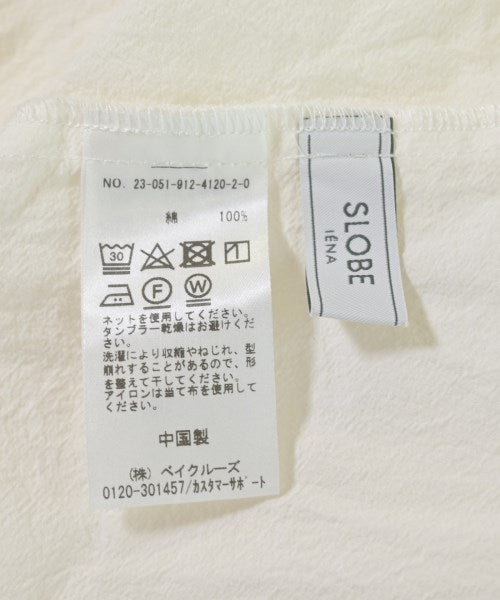 NO. 23-051-912-4120-2-0
綿 100%
30
F W
ネットを使用してください。
タンブラー乾燥はお避けくだ
さい。
洗濯により収縮やねじれ、型
崩れすることがあるので、形
を整えて干してください。
アイロンは当て布を使用して
ください。
中国製
(株) ベイクルーズ
0120-301457/カスタマーサポート
SLOBE
IÉNA